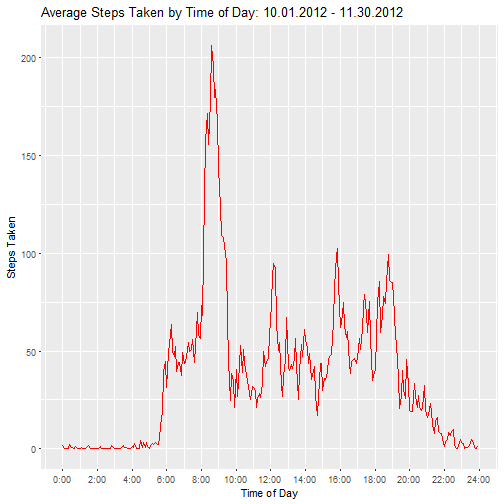 Average Steps Taken by Time of Day: 10.01.2012 - 11.30.2012
200
150
100
50
0
Steps Taken
0:00 2:00 4:00 6:00 8:00 10:00 12:00 14:00 16:00 18:00 20:00 22:00 24:00
Time of Day